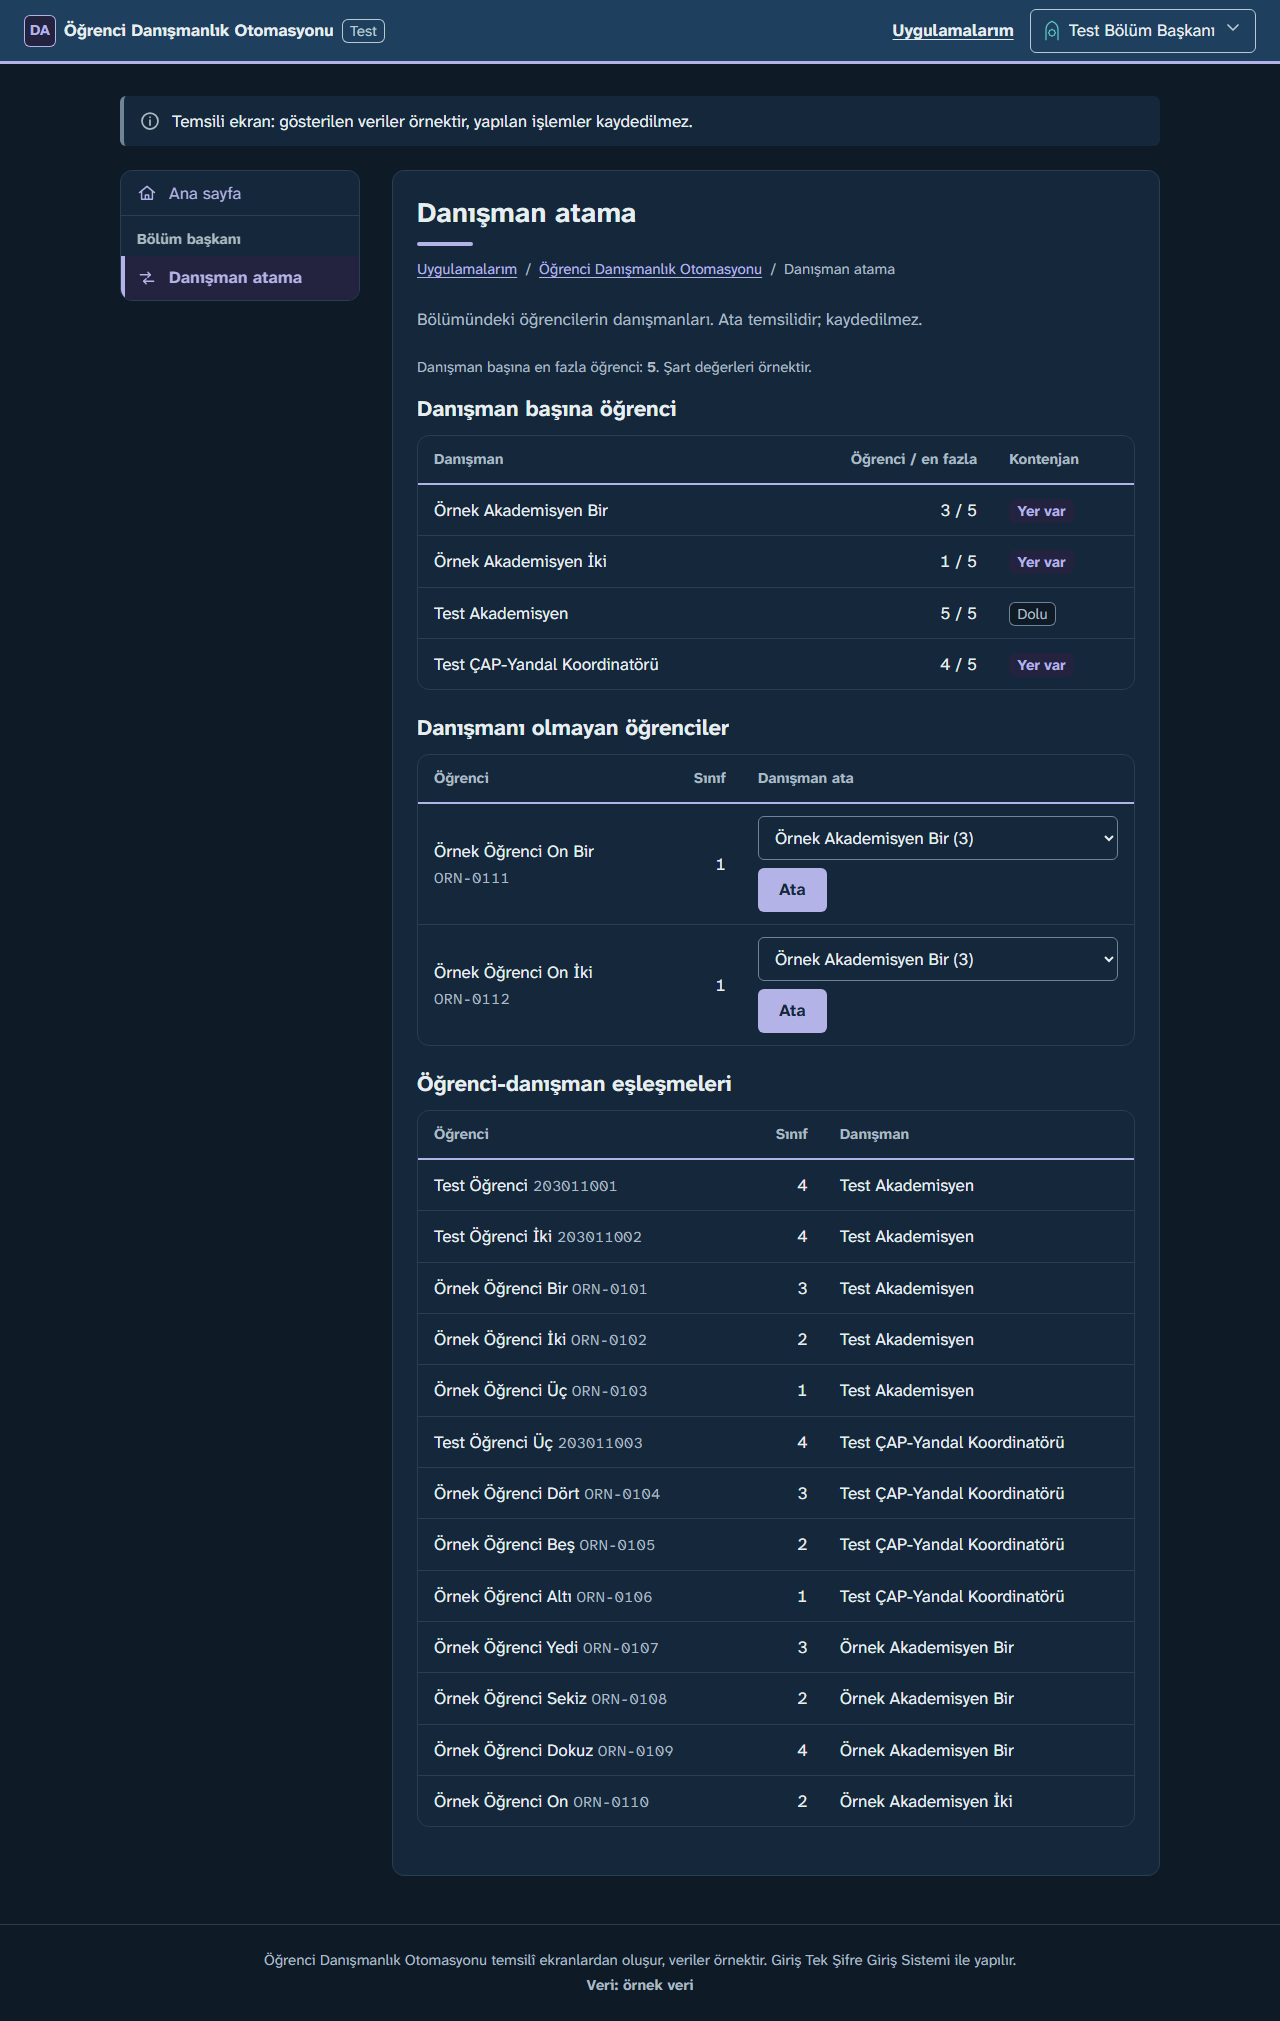 DA Öğrenci Danışmanlık Otomasyonu Test
Uygulamalarım Test Bölüm Başkanı
Temsili ekran: gösterilen veriler örnektir, yapılan işlemler kaydedilmez.
Ana sayfa
Bölüm başkanı
Danışman atama
Danışman atama
Uygulamalarım / Öğrenci Danışmanlık Otomasyonu / Danışman atama
Bölümündeki öğrencilerin danışmanları. Ata temsilidir; kaydedilmez.
Danışman başına en fazla öğrenci: 5. Şart değerleri örnektir.
Danışman başına öğrenci
Danışman Öğrenci / en fazla Kontenjan
Örnek Akademisyen Bir 3 / 5 Yer var
Örnek Akademisyen İki 1 / 5 Yer var
Test Akademisyen 5 / 5 Dolu
Test ÇAP-Yandal Koordinatörü 4 / 5 Yer var
Danışmanı olmayan öğrenciler
Öğrenci Sınıf Danışman ata
Örnek Öğrenci On Bir
ORN-0111
1
Örnek Akademisyen Bir (3)
Ata
Örnek Öğrenci On İki
ORN-0112
1
Örnek Akademisyen Bir (3)
Ata
Öğrenci-danışman eşleşmeleri
Öğrenci Sınıf Danışman
Test Öğrenci 203011001 4 Test Akademisyen
Test Öğrenci İki 203011002 4 Test Akademisyen
Örnek Öğrenci Bir ORN-0101 3 Test Akademisyen
Örnek Öğrenci İki ORN-0102 2 Test Akademisyen
Örnek Öğrenci Üç ORN-0103 1 Test Akademisyen
Test Öğrenci Üç 203011003 4 Test ÇAP-Yandal Koordinatörü
Örnek Öğrenci Dört ORN-0104 3 Test ÇAP-Yandal Koordinatörü
Örnek Öğrenci Beş ORN-0105 2 Test ÇAP-Yandal Koordinatörü
Örnek Öğrenci Altı ORN-0106 1 Test ÇAP-Yandal Koordinatörü
Örnek Öğrenci Yedi ORN-0107 3 Örnek Akademisyen Bir
Örnek Öğrenci Sekiz ORN-0108 2 Örnek Akademisyen Bir
Örnek Öğrenci Dokuz ORN-0109 4 Örnek Akademisyen Bir
Örnek Öğrenci On ORN-0110 2 Örnek Akademisyen İki
Öğrenci Danışmanlık Otomasyonu temsilî ekranlardan oluşur, veriler örnektir. Giriş Tek Şifre Giriş Sistemi ile yapılır.
Veri: örnek veri